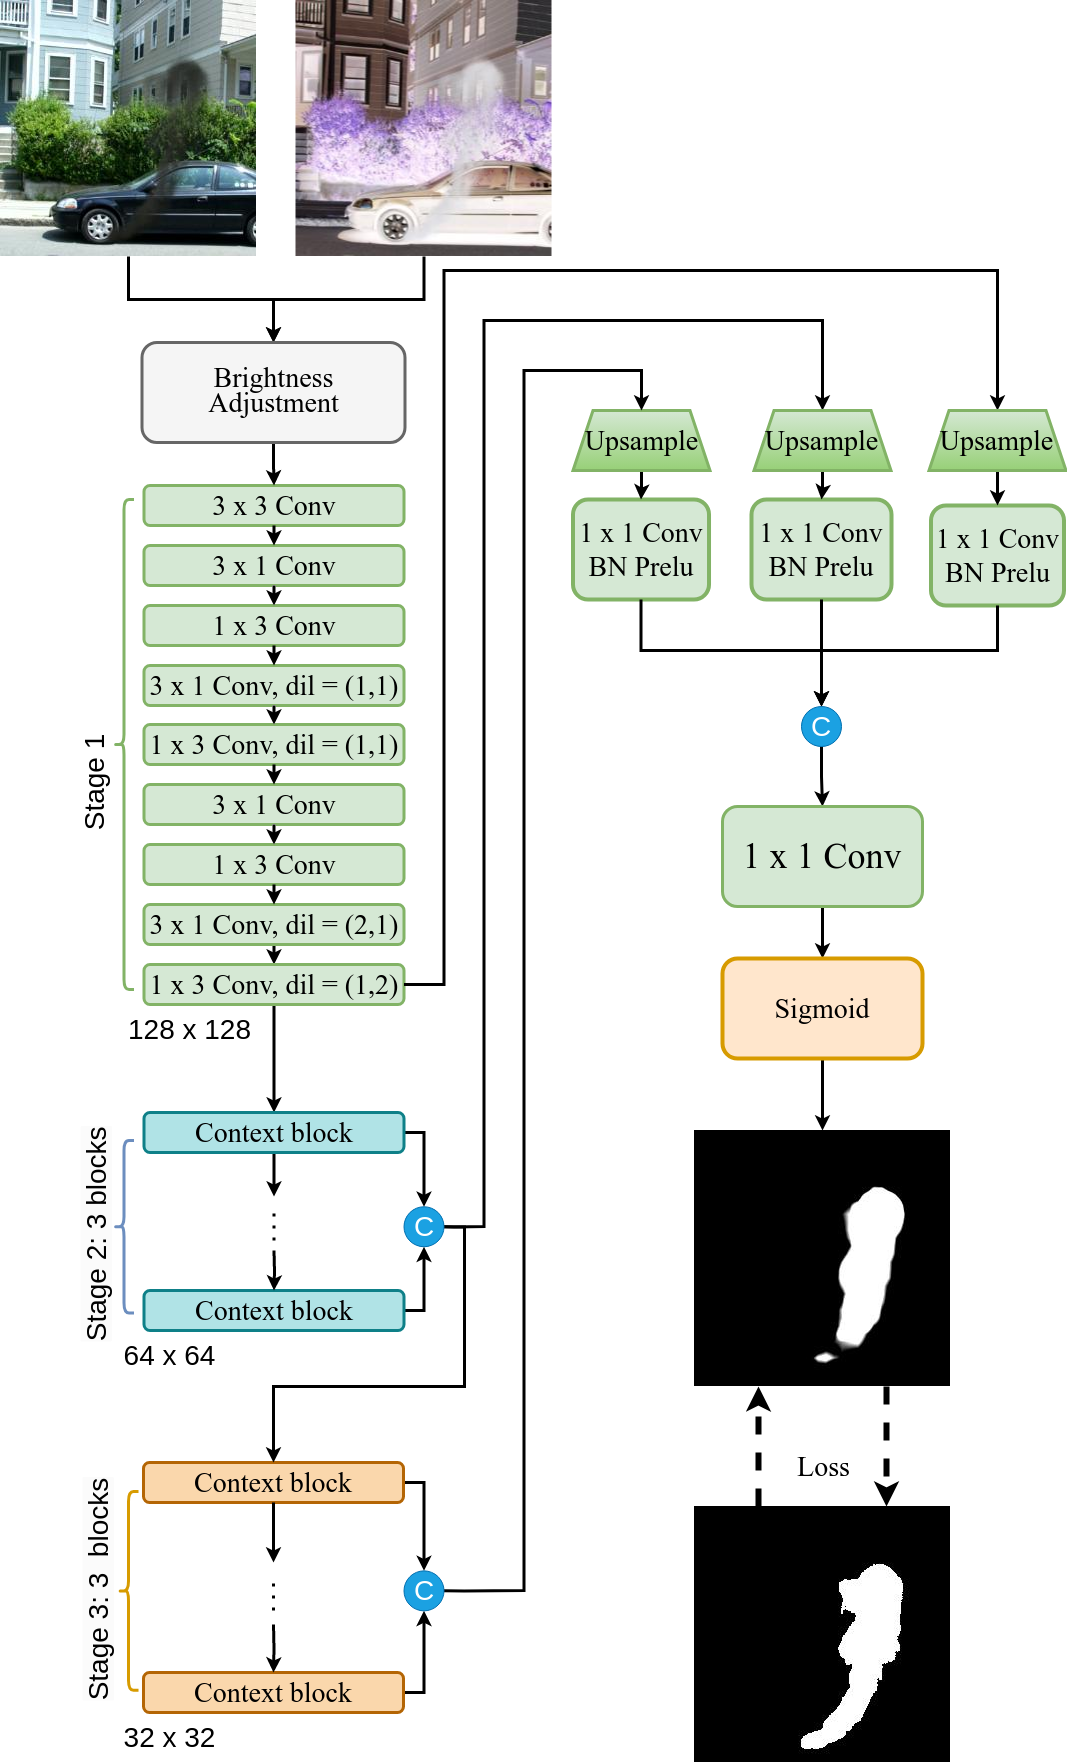 Brightness
Adjustment
3 x 3 Conv
3 x 1 Conv
1 x 3 Conv
3 x 1 Conv, dil = (1,1)
1 x 3 Conv, dil = (1,1)
3 x 1 Conv
1 x 3 Conv
3 x 1 Conv, dil = (2,1)
1 x 3 Conv, dil = (1,2)
Stage 1
128 x 128
Context block
C
Context block
Stage 2: 3 blocks
64 x 64
Context block
C
Context block
Stage 3: 3 blocks
32 x 32
Upsample
1 x 1 Conv
BN Prelu
Upsample
1 x 1 Conv
BN Prelu
Upsample
1 x 1 Conv
BN Prelu
C
1 x 1 Conv
Sigmoid
Loss